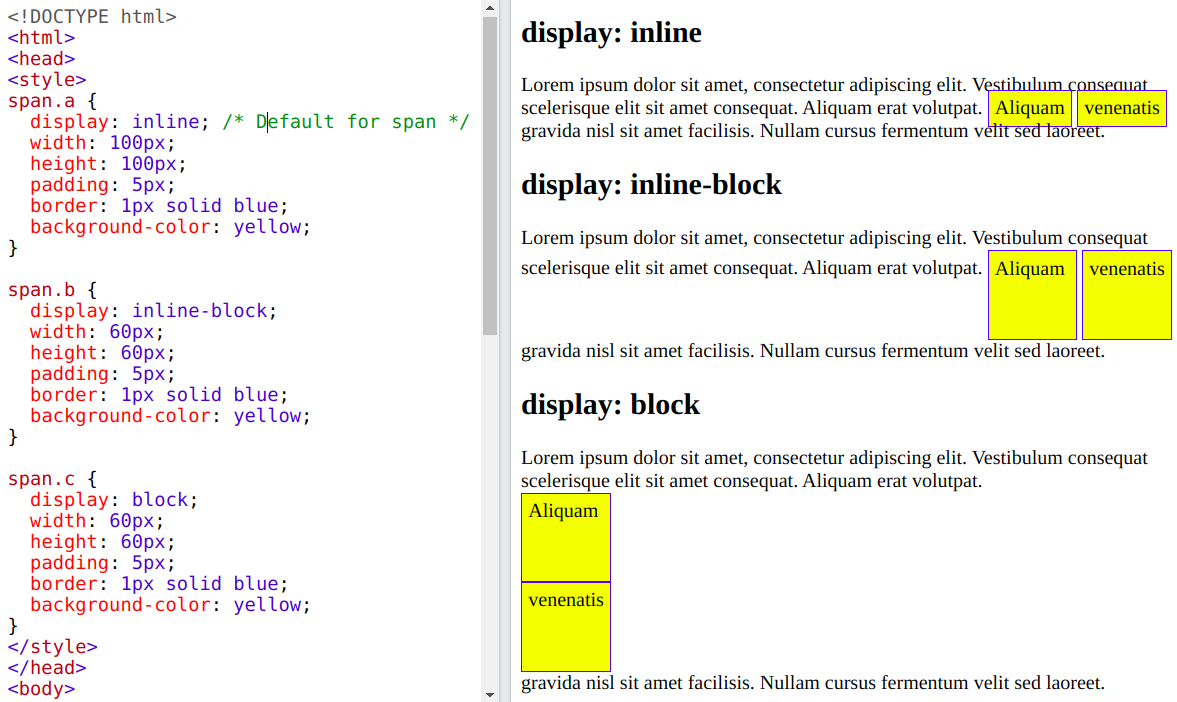 <!DOCTYPE html>
<html>
<head>
<style>
span.a {
  display: inline; /* Default for span */
  width: 100px;
  height: 100px;
  padding: 5px;
  border: 1px solid blue;
  background-color: yellow;
}

span.b {
  display: inline-block;
  width: 60px;
  height: 60px;
  padding: 5px;
  border: 1px solid blue;
  background-color: yellow;
}

span.c {
  display: block;
  width: 60px;
  height: 60px;
  padding: 5px;
  border: 1px solid blue;
  background-color: yellow;
}
</style>
</head>
<body>
display: inline
Lorem ipsum dolor sit amet, consectetur adipiscing elit. Vestibulum consequat
scelerisque elit sit amet consequat. Aliquam erat volutpat. Aliquam venenatis
gravida nisl sit amet facilisis. Nullam cursus fermentum velit sed laoreet.
display: inline-block
Lorem ipsum dolor sit amet, consectetur adipiscing elit. Vestibulum consequat
scelerisque elit sit amet consequat. Aliquam erat volutpat. Aliquam venenatis
gravida nisl sit amet facilisis. Nullam cursus fermentum velit sed laoreet.
display: block
Lorem ipsum dolor sit amet, consectetur adipiscing elit. Vestibulum consequat
scelerisque elit sit amet consequat. Aliquam erat volutpat.
Aliquam
venenatis
gravida nisl sit amet facilisis. Nullam cursus fermentum velit sed laoreet.